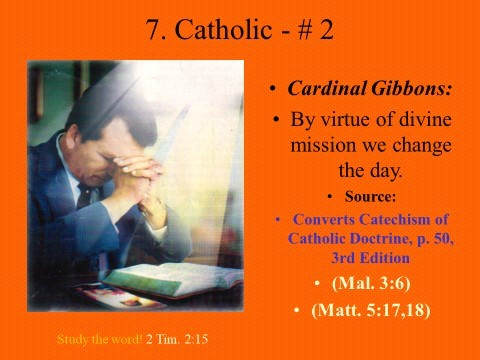 7. Catholic - # 2
• Cardinal Gibbons:
• By virtue of divine
mission we change
the day.
• Source:
• Converts Catechism of
Catholic Doctrine, p. 50,
3rd Edition
• (Mal. 3:6)
• (Matt. 5:17,18)
Study the word! 2 Tim. 2:15